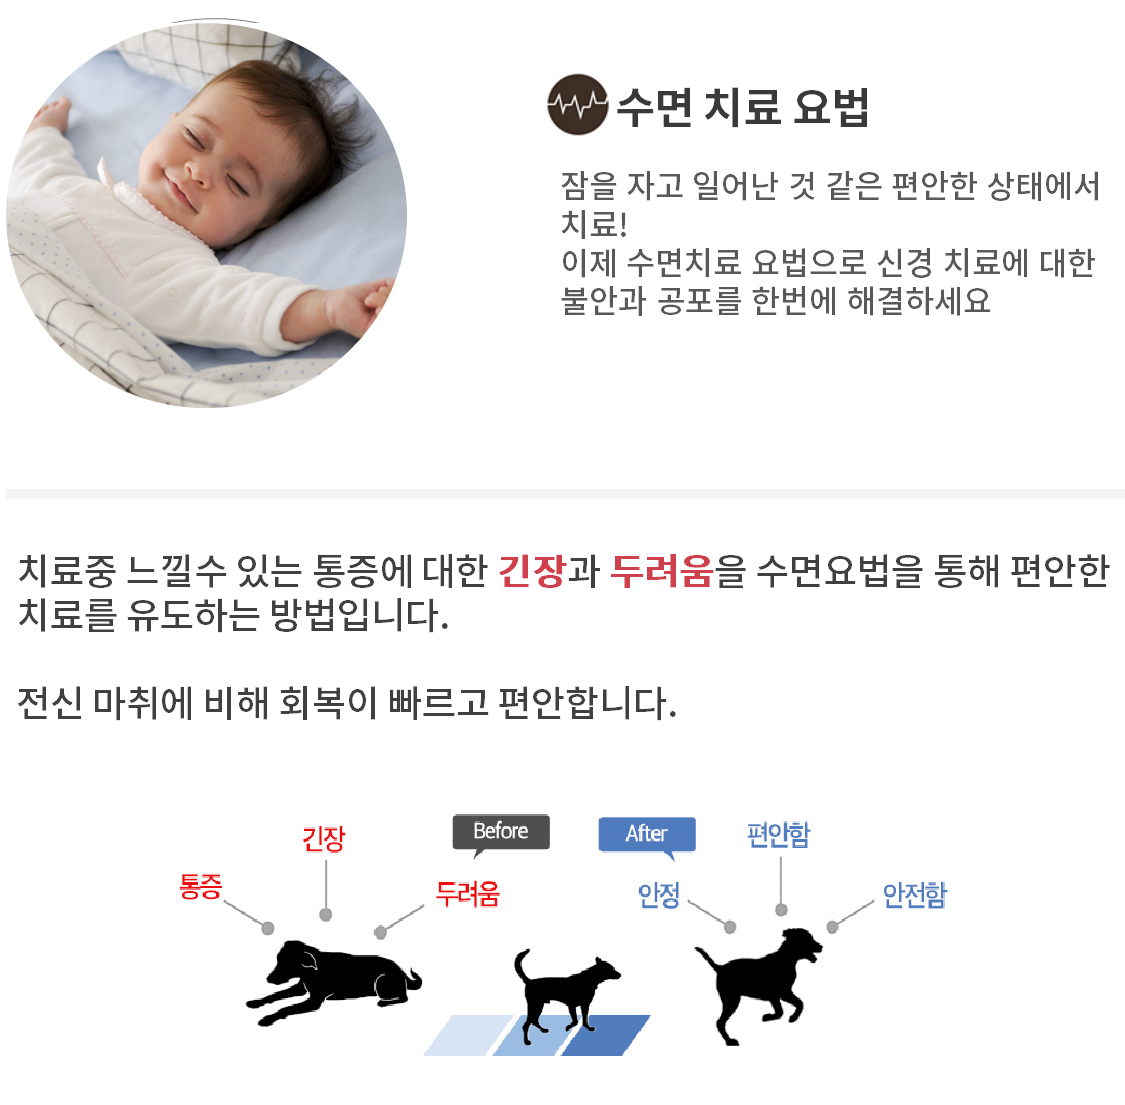 수면 치료 요법
잠을 자고 일어난 것 같은 편안한 상태에서
치료!
이제 수면치료 요법으로 신경 치료에 대한
불안과 공포를 한번에 해결하세요
치료중 느낄수 있는 통증에 대한 긴장과 두려움을 수면요법을 통해 편안한
치료를 유도하는 방법입니다.
전신 마취에 비해 회복이 빠르고 편안합니다.
Before
After
긴장
통증
두려움
편안함
안정
안전함